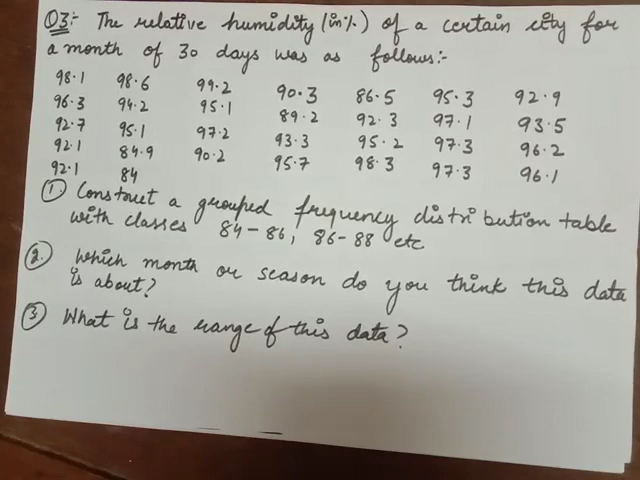 Q3:- The relative humidity (in %) of a certain city for
a month of 30 days was as follows:-
98.1 98.6 99.2 90.3 86.5 95.3 92.9
96.3 94.2 95.1 89.2 92.3 97.1 93.5
92.7 95.1 97.2 93.3 95.2 97.3 96.2
92.1 84.9 90.2 95.7 98.3 97.3 96.1
92.1 84
① Construct a grouped frequency distribution table
with classes 84-86, 86-88 etc
② Which month or season do you think this data
is about?
③ What is the range of this data?